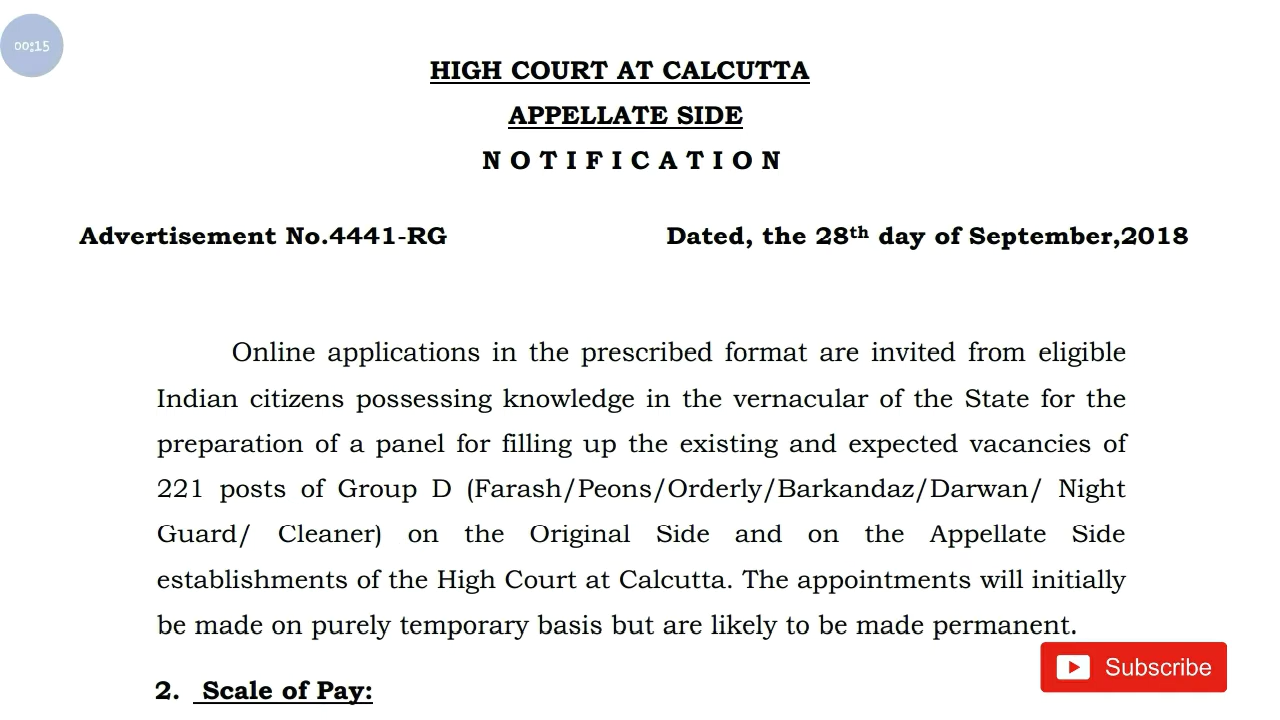 00:15
HIGH COURT AT CALCUTTA
APPELLATE SIDE
N O T I F I C A T I O N
Advertisement No.4441-RG Dated, the 28th day of September,2018
Online applications in the prescribed format are invited from eligible
Indian citizens possessing knowledge in the vernacular of the State for the
preparation of a panel for filling up the existing and expected vacancies of
221 posts of Group D (Farash/Peons/Orderly/Barkandaz/Darwan/ Night
Guard/ Cleaner) on the Original Side and on the Appellate Side
establishments of the High Court at Calcutta. The appointments will initially
be made on purely temporary basis but are likely to be made permanent.
Subscribe
2. Scale of Pay: